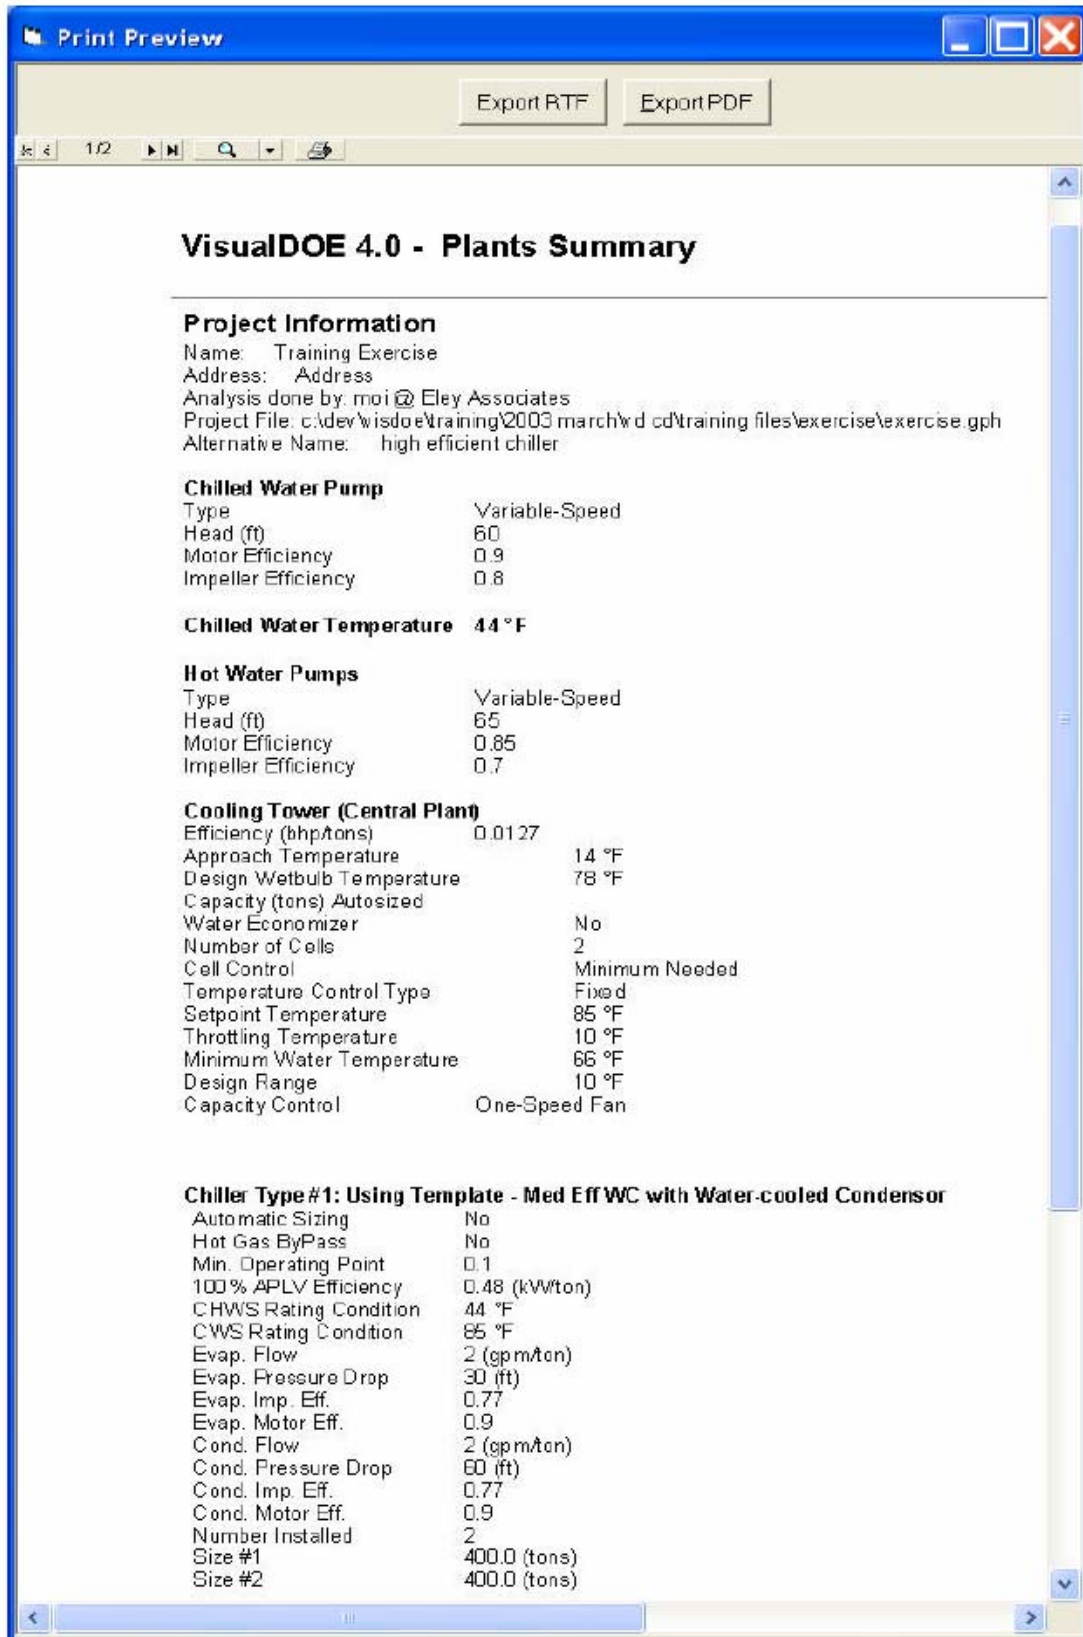 Print Preview
Export RTF Export PDF
1/2
VisualDOE 4.0 - Plants Summary
Project Information
Name: Training Exercise
Address: Address
Analysis done by: moi @ Eley Associates
Project File: c:\dev\visdoe\training\2003 march\vd cd\training files\exercise\exercise.gph
Alternative Name: high efficient chiller
Chilled Water Pump
Type Variable-Speed
Head (ft) 60
Motor Efficiency 0.9
Impeller Efficiency 0.8
Chilled Water Temperature 44 °F
Hot Water Pumps
Type Variable-Speed
Head (ft) 65
Motor Efficiency 0.85
Impeller Efficiency 0.7
Cooling Tower (Central Plant)
Efficiency (bhp/tons) 0.0127
Approach Temperature 14 °F
Design Wetbulb Temperature 78 °F
Capacity (tons) Autosized
Water Economizer No
Number of Cells 2
Cell Control Minimum Needed
Temperature Control Type Fixed
Setpoint Temperature 85 °F
Throttling Temperature 10 °F
Minimum Water Temperature 66 °F
Design Range 10 °F
Capacity Control One-Speed Fan
Chiller Type #1: Using Template - Med Eff WC with Water-cooled Condensor
Automatic Sizing No
Hot Gas ByPass No
Min. Operating Point 0.1
100% APLV Efficiency 0.48 (kW/ton)
CHWS Rating Condition 44 °F
CWS Rating Condition 85 °F
Evap. Flow 2 (gpm/ton)
Evap. Pressure Drop 30 (ft)
Evap. Imp. Eff. 0.77
Evap. Motor Eff. 0.9
Cond. Flow 2 (gpm/ton)
Cond. Pressure Drop 60 (ft)
Cond. Imp. Eff. 0.77
Cond. Motor Eff. 0.9
Number Installed 2
Size #1 400.0 (tons)
Size #2 400.0 (tons)